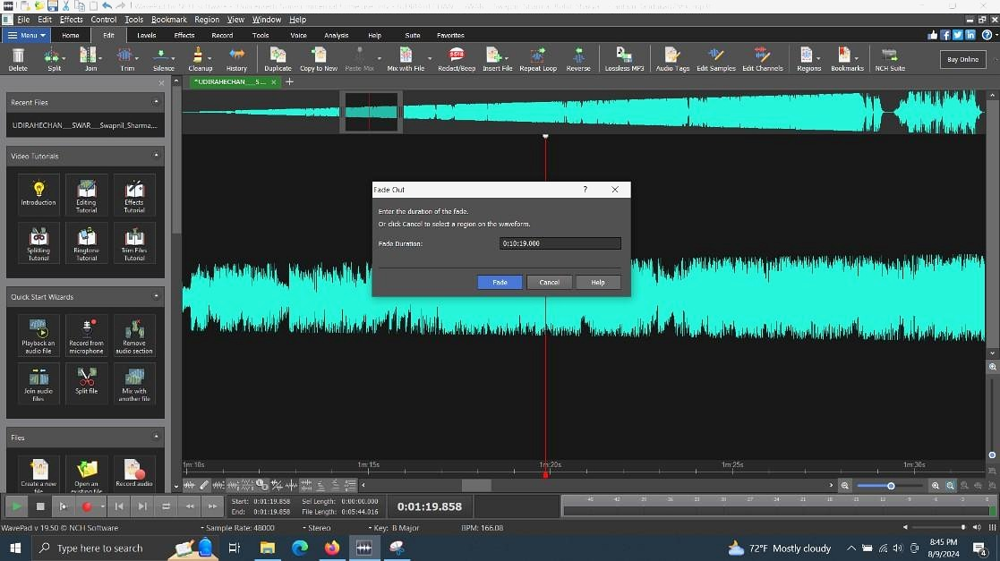 File Edit Effects Control Tools Bookmark Region View Window Help
Menu Home Edit Levels Effects Record Tools Voice Analysis Help Suite Favorites
Delete Split Join Trim Silence Cleanup History Duplicate Copy to New Paste Mix Mix with File Redact/Beep Insert File Repeat Loop Reverse Lossless MP3 Audio Tags Edit Samples Edit Channels Regions Bookmarks NCH Suite Buy Online
*UDIRAHECHAN___S...
Recent Files
UDIRAHECHAN___SWAR___Swapnil_Sharma,...
Video Tutorials
Introduction
Editing Tutorial
Effects Tutorial
Splitting Tutorial
Ringtone Tutorial
Trim Files Tutorial
Quick Start Wizards
Playback an audio file
Record from microphone
Remove audio section
Join audio files
Split file
Mix with another file
Files
Create a new file
Open an existing file
Record audio
Fade Out
Enter the duration of the fade.
Or click Cancel to select a region on the waveform.
Fade Duration: 0:10:19.000
Fade Cancel Help
1m:10s 1m:15s 1m:20s 1m:25s 1m:30s
Start: 0:01:19.858 Sel Length: 0:00:00.000
End: 0:01:19.858 File Length: 0:05:44.016
0:01:19.858
WavePad v 19.50 © NCH Software Sample Rate: 48000 Stereo Key: B Major BPM: 166.08
Type here to search
72°F Mostly cloudy
8:45 PM
8/9/2024
4